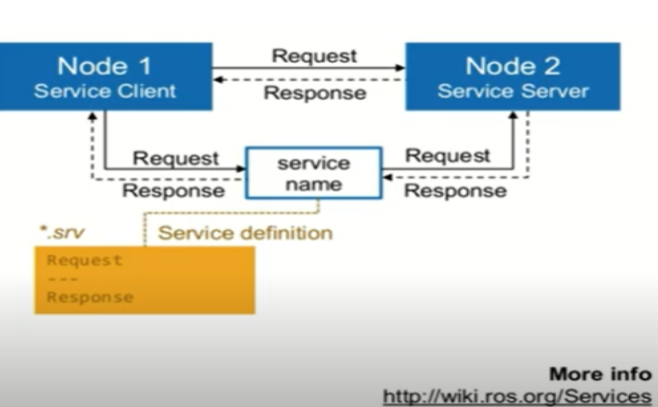 Node 1
Service Client
Request
Response
Node 2
Service Server
Request
Response
service
name
Request
Response
*.srv
Service definition
Request
---
Response
More info
http://wiki.ros.org/Services